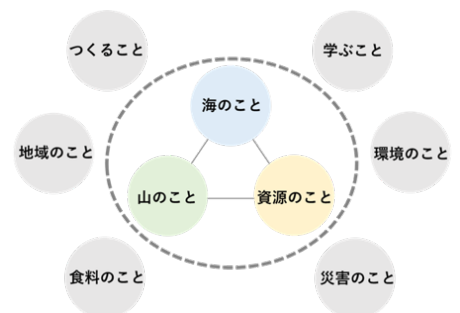 つくること
学ぶこと
海のこと
地域のこと
環境のこと
山のこと
資源のこと
食料のこと
災害のこと